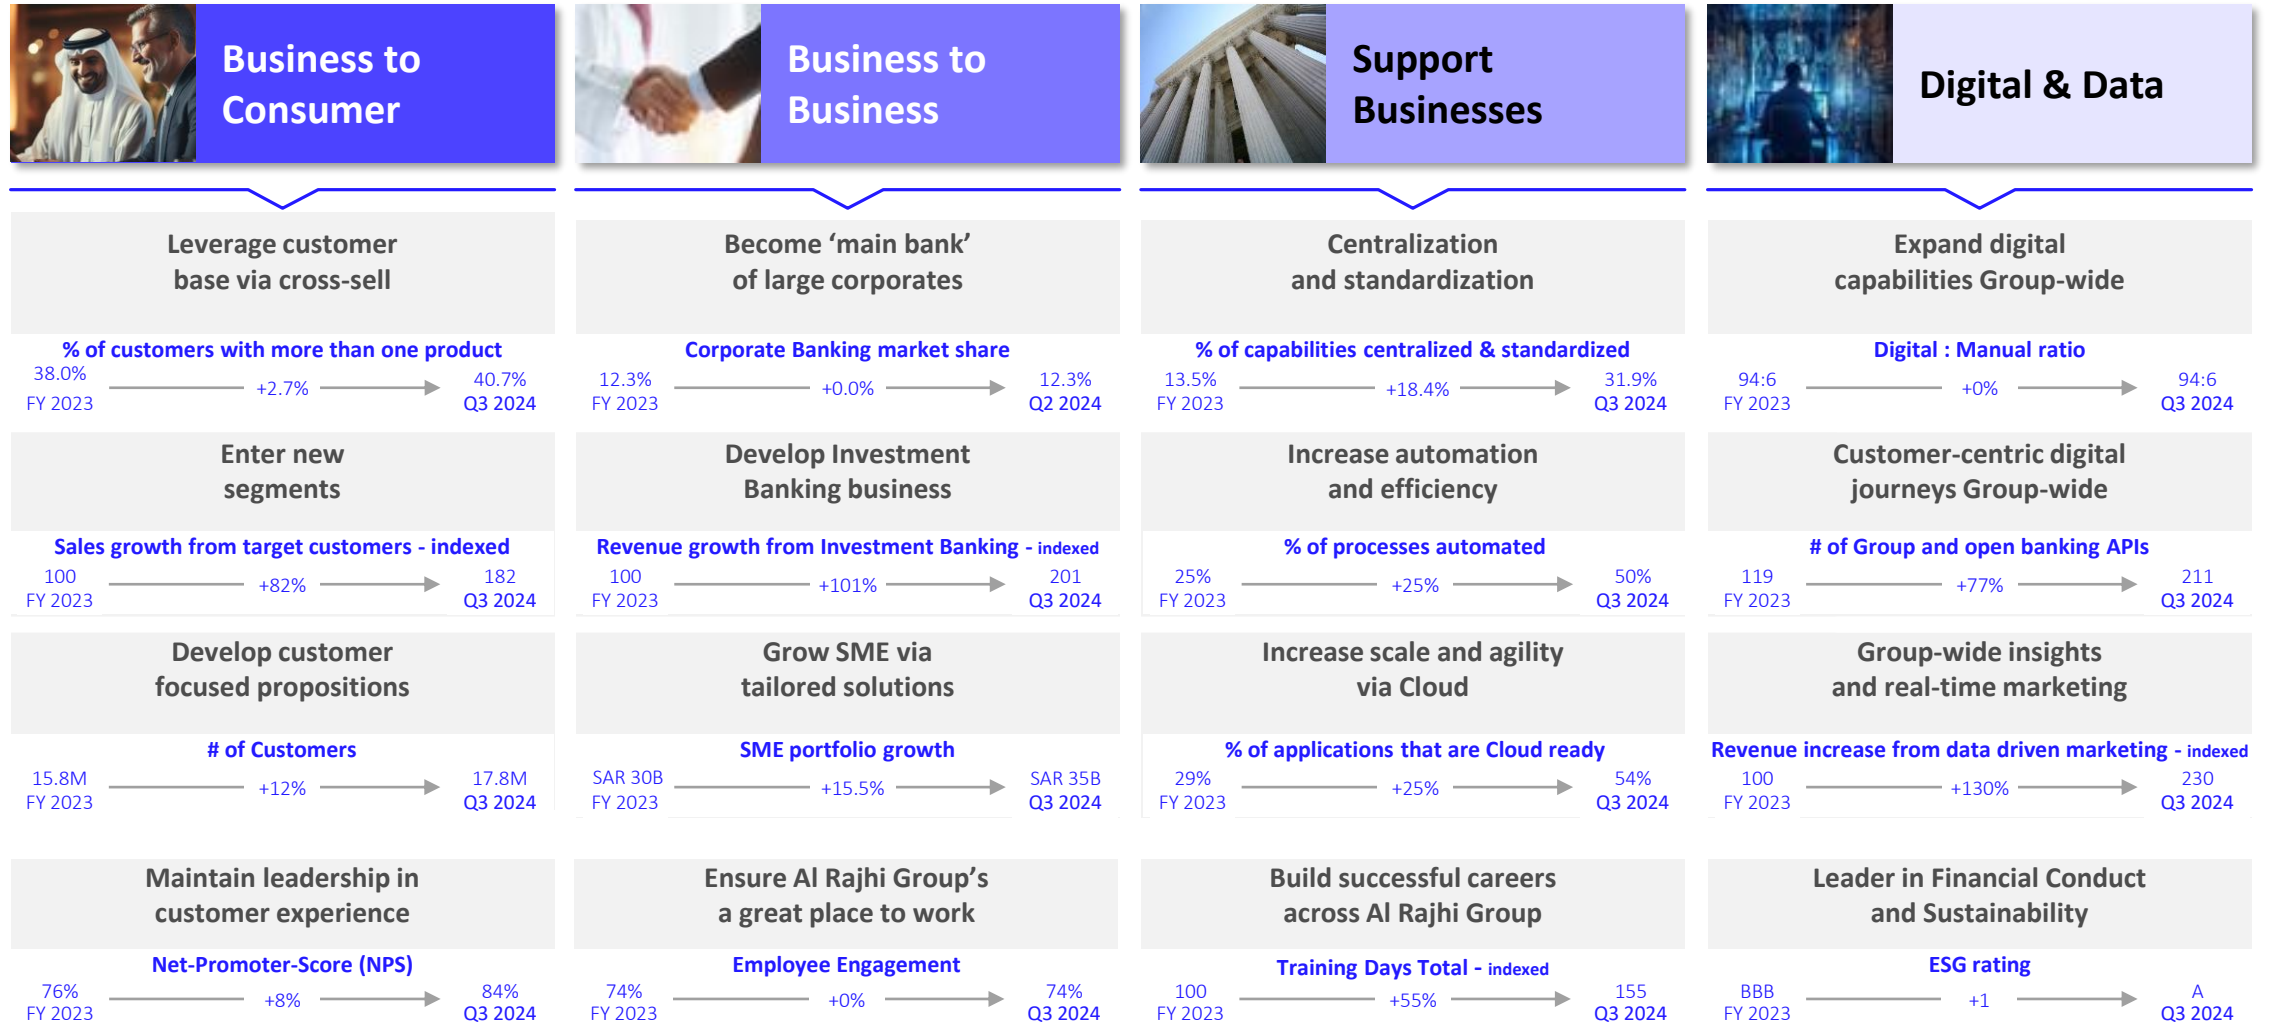 Business to
Consumer
Business to
Business
Support
Businesses
Digital & Data
Leverage customer
base via cross-sell
% of customers with more than one product
38.0%
FY 2023
+2.7%
40.7%
Q3 2024
Become ‘main bank’
of large corporates
Corporate Banking market share
12.3%
FY 2023
+0.0%
12.3%
Q2 2024
Centralization
and standardization
% of capabilities centralized & standardized
13.5%
FY 2023
+18.4%
31.9%
Q3 2024
Expand digital
capabilities Group-wide
Digital : Manual ratio
94:6
FY 2023
+0%
94:6
Q3 2024
Enter new
segments
Sales growth from target customers - indexed
100
FY 2023
+82%
182
Q3 2024
Develop Investment
Banking business
Revenue growth from Investment Banking - indexed
100
FY 2023
+101%
201
Q3 2024
Increase automation
and efficiency
% of processes automated
25%
FY 2023
+25%
50%
Q3 2024
Customer-centric digital
journeys Group-wide
# of Group and open banking APIs
119
FY 2023
+77%
211
Q3 2024
Develop customer
focused propositions
# of Customers
15.8M
FY 2023
+12%
17.8M
Q3 2024
Grow SME via
tailored solutions
SME portfolio growth
SAR 30B
FY 2023
+15.5%
SAR 35B
Q3 2024
Increase scale and agility
via Cloud
% of applications that are Cloud ready
29%
FY 2023
+25%
54%
Q3 2024
Group-wide insights
and real-time marketing
Revenue increase from data driven marketing - indexed
100
FY 2023
+130%
230
Q3 2024
Maintain leadership in
customer experience
Net-Promoter-Score (NPS)
76%
FY 2023
+8%
84%
Q3 2024
Ensure Al Rajhi Group’s
a great place to work
Employee Engagement
74%
FY 2023
+0%
74%
Q3 2024
Build successful careers
across Al Rajhi Group
Training Days Total - indexed
100
FY 2023
+55%
155
Q3 2024
Leader in Financial Conduct
and Sustainability
ESG rating
BBB
FY 2023
+1
A
Q3 2024